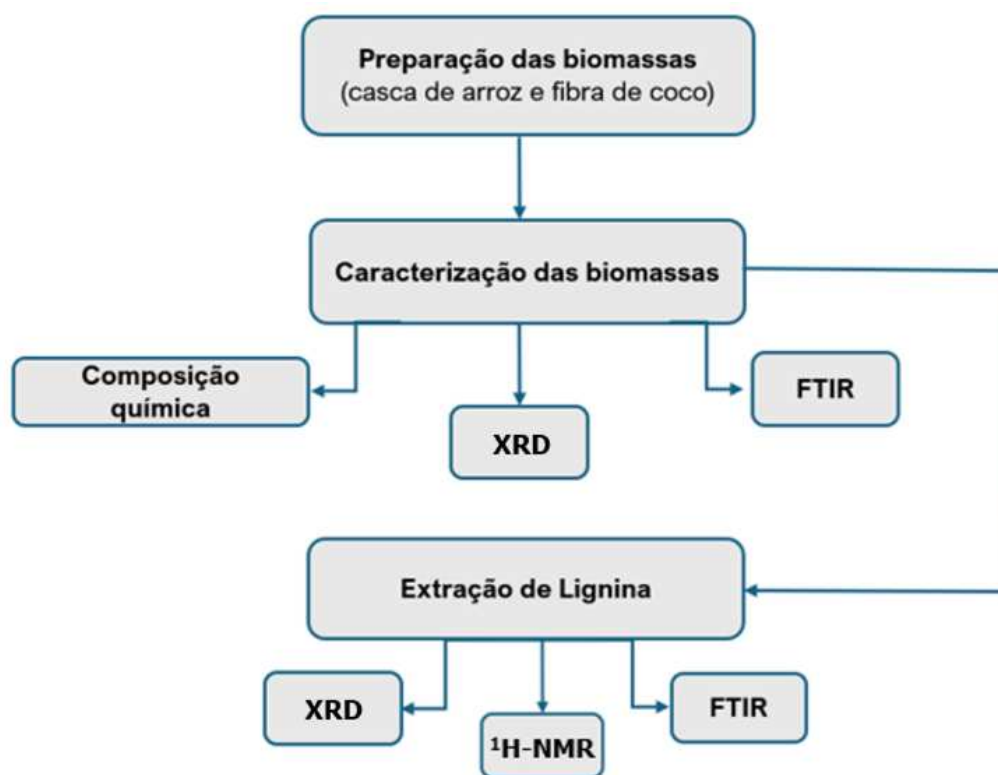 Preparação das biomassas
(casca de arroz e fibra de coco)
Caracterização das biomassas
Composição
química
XRD
FTIR
Extração de Lignina
XRD
¹H-NMR
FTIR